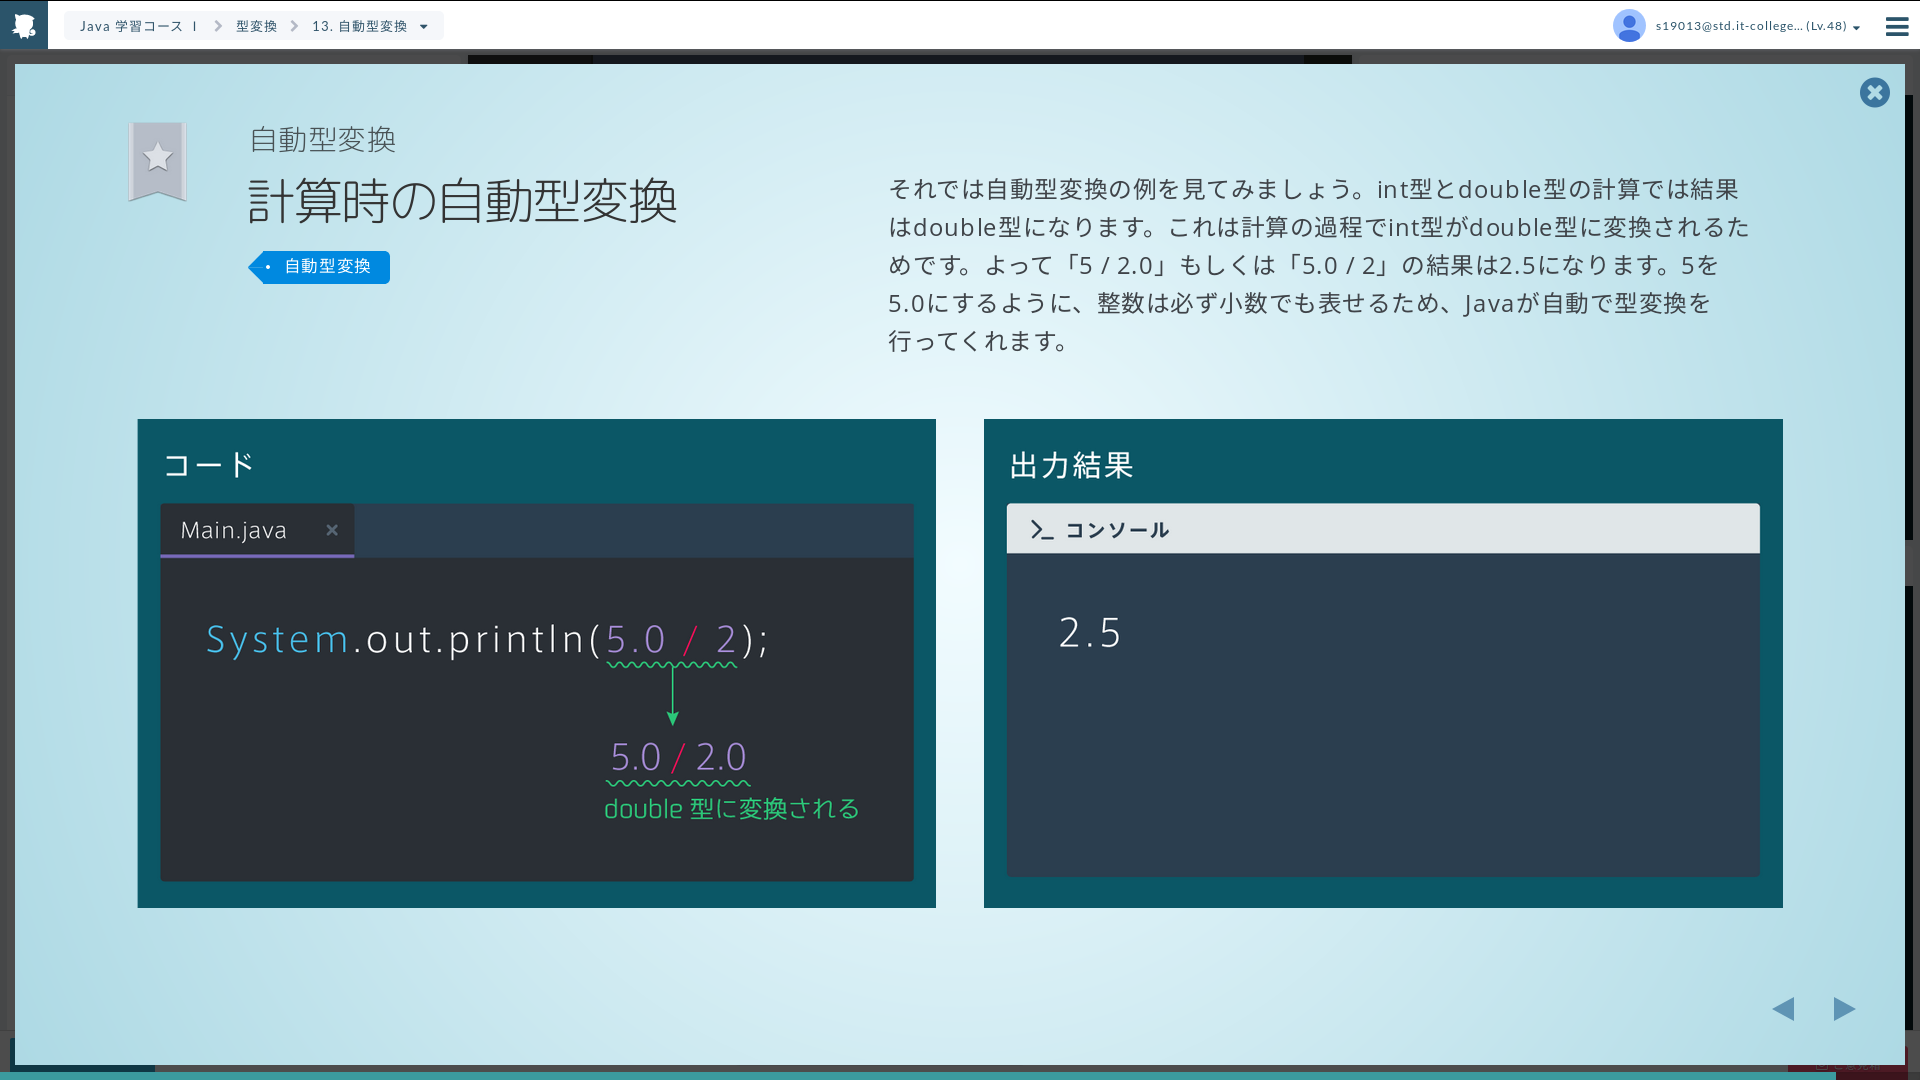 Java 学習コース Ⅰ 型変換 13. 自動型変換
s19013@std.it-college... (Lv.48)
自動型変換
計算時の自動型変換
自動型変換
それでは自動型変換の例を見てみましょう。int型とdouble型の計算では結果
はdouble型になります。これは計算の過程でint型がdouble型に変換されるた
めです。よって「5 / 2.0」もしくは「5.0 / 2」の結果は2.5になります。5を
5.0にするように、整数は必ず小数でも表せるため、Javaが自動で型変換を
行ってくれます。
コード
Main.java
System.out.println(5.0 / 2);
5.0 / 2.0
double 型に変換される
出力結果
コンソール
2.5